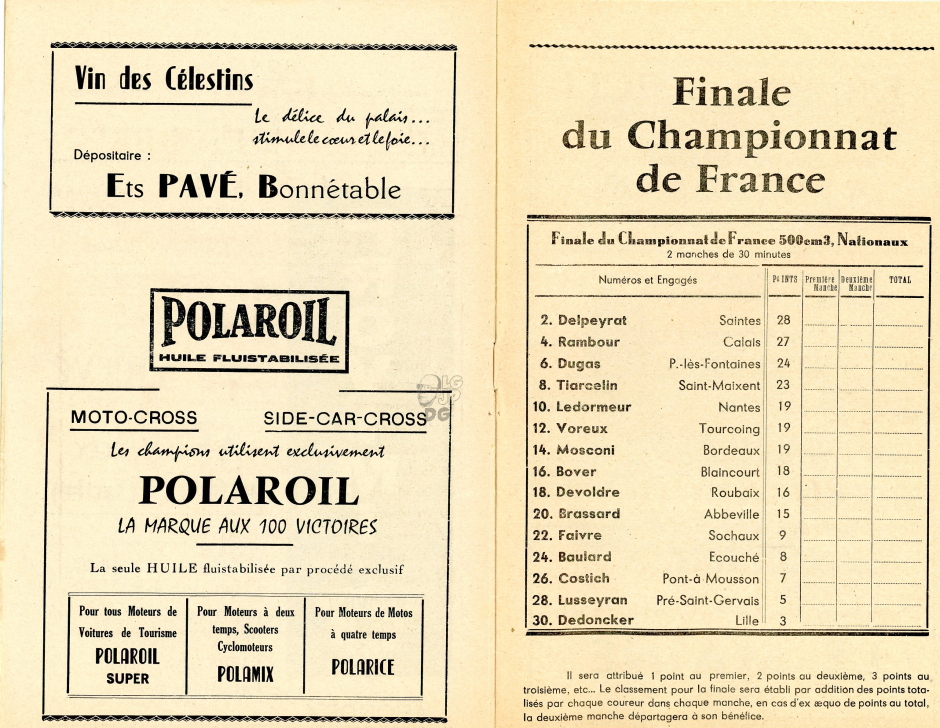 Vin des Célestins
Le délice du palais...
stimule le cœur et le foie...
Dépositaire :
Ets PAVÉ, Bonnétable
POLAROIL
HUILE FLUISTABILISÉE
MOTO-CROSS SIDE-CAR-CROSS
Les champions utilisent exclusivement
POLAROIL
LA MARQUE AUX 100 VICTOIRES
La seule HUILE fluistabilisée par procédé exclusif
Pour tous Moteurs de
Voitures de Tourisme
POLAROIL
SUPER
Pour Moteurs à deux
temps, Scooters
Cyclomoteurs
POLAMIX
Pour Moteurs de Motos
à quatre temps
POLARICE
Finale
du Championnat
de France
Finale du Championnat de France 500cm3, Nationaux
2 manches de 30 minutes
Numéros et Engagés POINTS Première Manche Deuxième Manche TOTAL
2. Delpeyrat Saintes 28
4. Rambour Calais 27
6. Dugas P.-lès-Fontaines 24
8. Tiarcelin Saint-Maixent 23
10. Ledormeur Nantes 19
12. Voreux Tourcoing 19
14. Mosconi Bordeaux 19
16. Bover Blaincourt 18
18. Devoldre Roubaix 16
20. Brassard Abbeville 15
22. Faivre Sochaux 9
24. Baulard Ecouché 8
26. Costich Pont-à-Mousson 7
28. Lusseyran Pré-Saint-Gervais 5
30. Dedoncker Lille 3
Il sera attribué 1 point au premier, 2 points au deuxième, 3 points au
troisième, etc... Le classement pour la finale sera établi par addition des points tota-
lisés par chaque coureur dans chaque manche, en cas d'ex æquo de points au total,
la deuxième manche départagera à son bénéfice.
LG
JP
DG